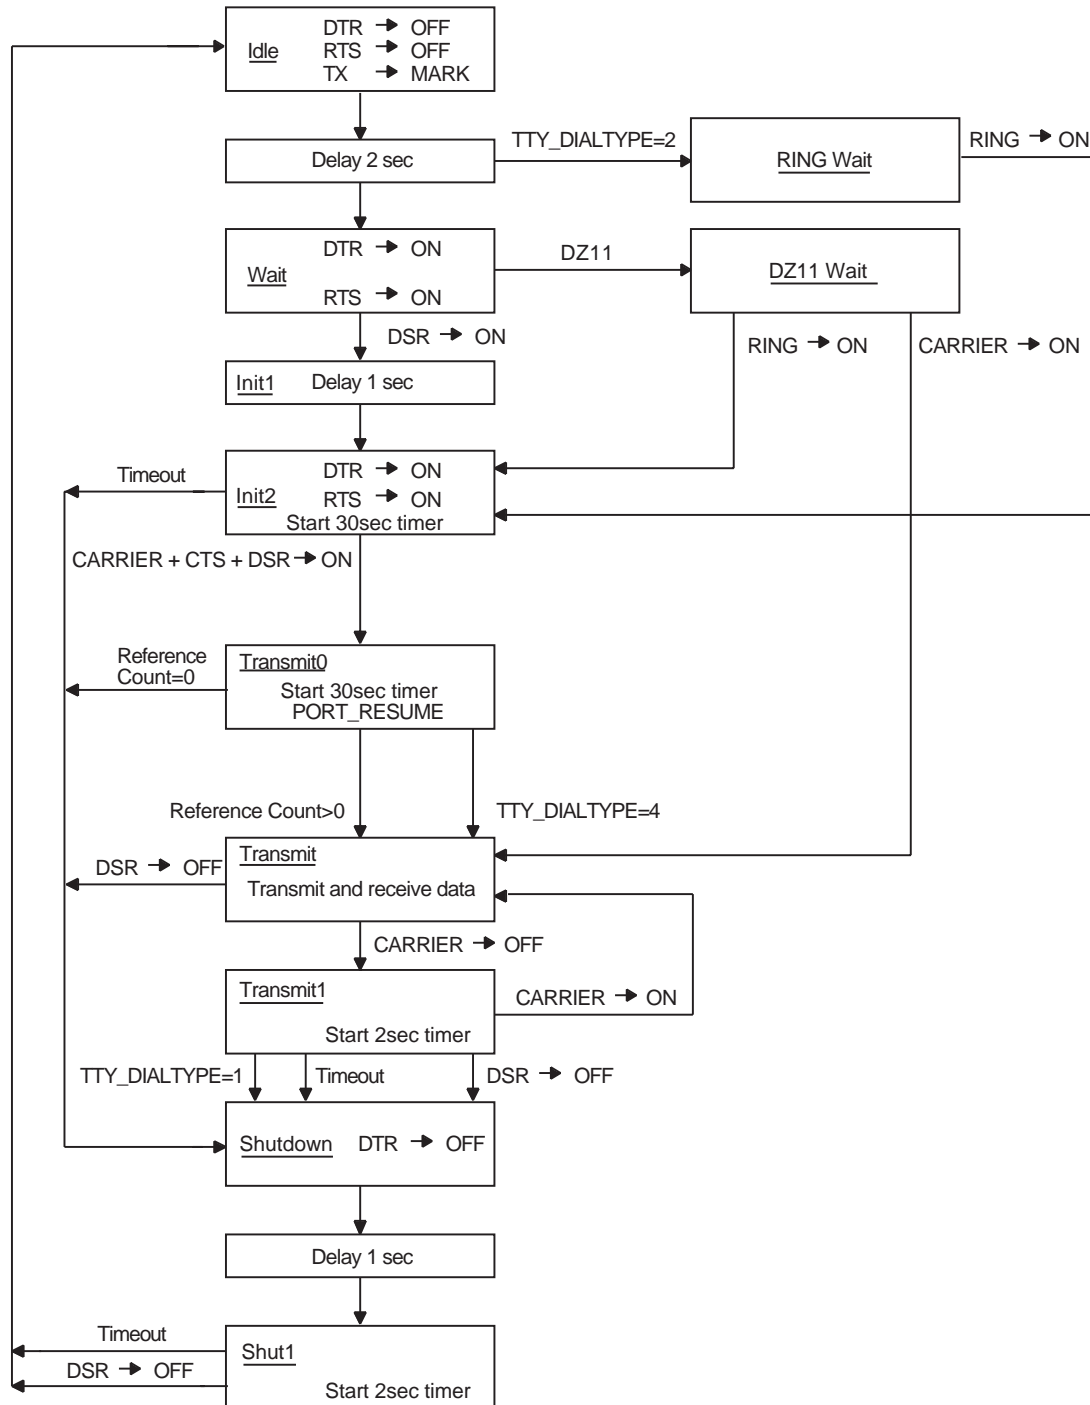 DTR → OFF
Idle RTS → OFF
TX → MARK
Delay 2 sec
TTY_DIALTYPE=2
RING Wait
RING → ON
DTR → ON
Wait
RTS → ON
DZ11
DZ11 Wait
DSR → ON
RING → ON
CARRIER → ON
Init1 Delay 1 sec
Timeout
DTR → ON
Init2 RTS → ON
Start 30sec timer
CARRIER + CTS + DSR → ON
Reference
Count=0
Transmit0
Start 30sec timer
PORT_RESUME
Reference Count>0
TTY_DIALTYPE=4
DSR → OFF
Transmit
Transmit and receive data
CARRIER → OFF
Transmit1
Start 2sec timer
CARRIER → ON
TTY_DIALTYPE=1
Timeout
DSR → OFF
Shutdown DTR → OFF
Delay 1 sec
Timeout
DSR → OFF
Shut1
Start 2sec timer